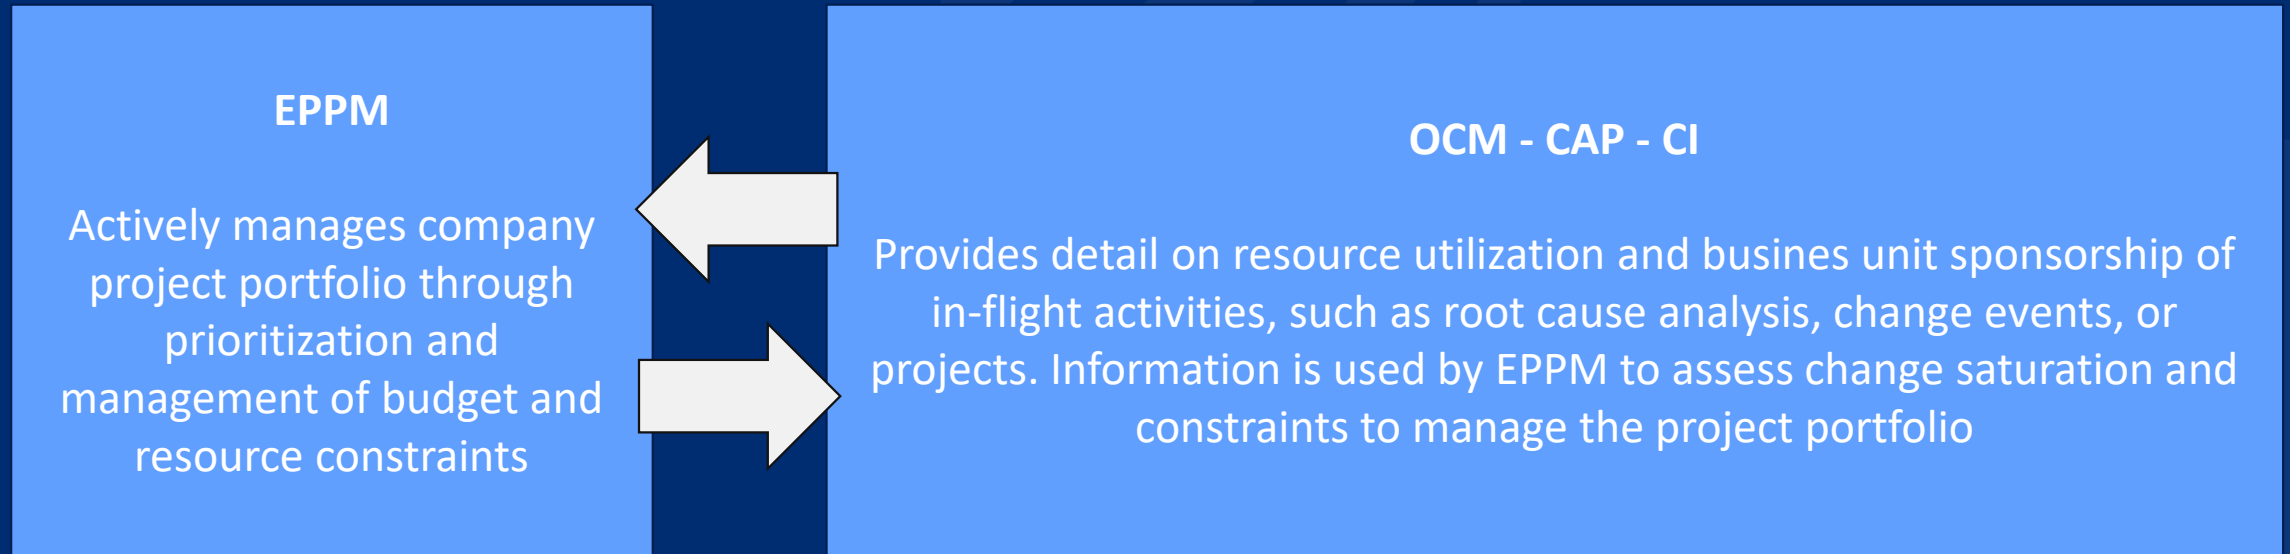 EPPM
Actively manages company
project portfolio through
prioritization and
management of budget and
resource constraints
OCM - CAP - CI
Provides detail on resource utilization and busines unit sponsorship of
in-flight activities, such as root cause analysis, change events, or
projects. Information is used by EPPM to assess change saturation and
constraints to manage the project portfolio